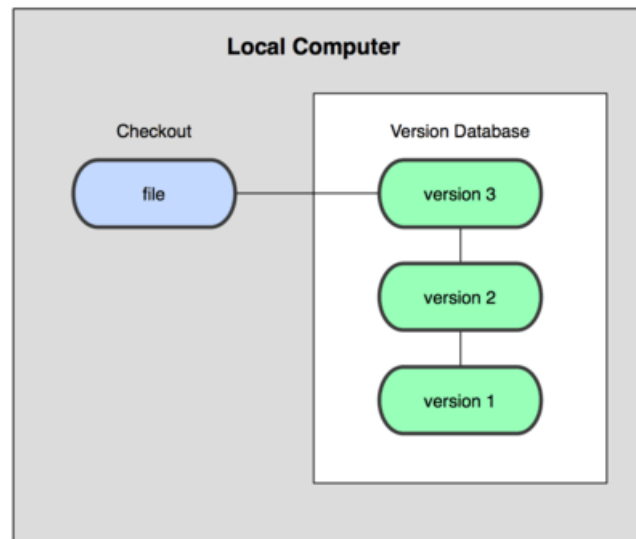 Local Computer
Checkout
Version Database
file
version 3
version 2
version 1